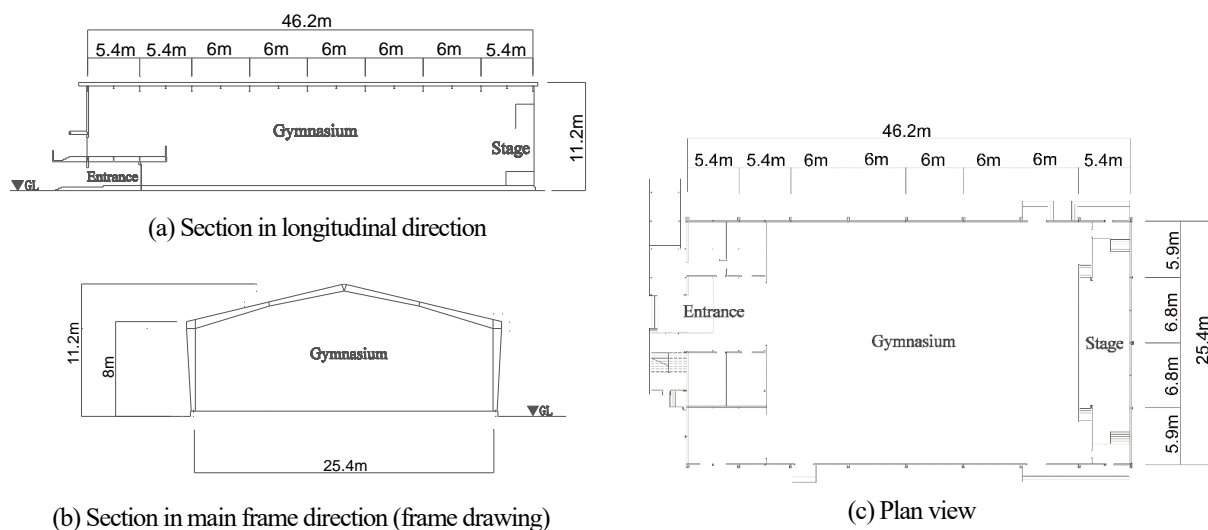 46.2m
5.4m 5.4m 6m 6m 6m 6m 6m 5.4m
Gymnasium
Stage
Entrance
GL
11.2m
(a) Section in longitudinal direction
11.2m
8m
Gymnasium
GL
25.4m
(b) Section in main frame direction (frame drawing)
46.2m
5.4m 5.4m 6m 6m 6m 6m 6m 5.4m
Entrance
Gymnasium
Stage
5.9m
6.8m
6.8m
5.9m
25.4m
(c) Plan view